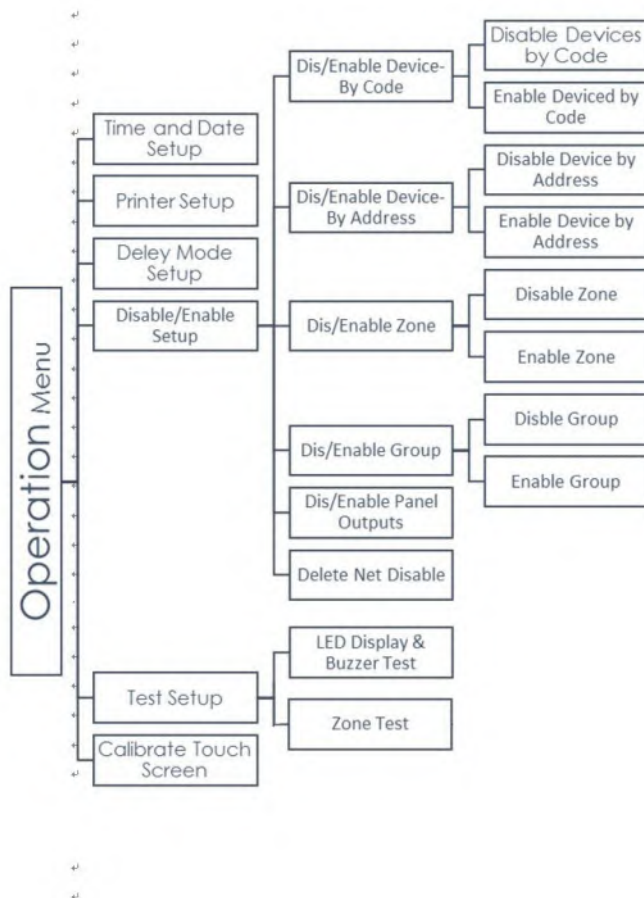 Operation Menu
Time and Date
Setup
Printer Setup
Deley Mode
Setup
Disable/Enable
Setup
Dis/Enable Device-
By Code
Disable Devices
by Code
Enable Deviced by
Code
Dis/Enable Device-
By Address
Disable Device by
Address
Enable Device by
Address
Dis/Enable Zone
Disable Zone
Enable Zone
Dis/Enable Group
Disble Group
Enable Group
Dis/Enable Panel
Outputs
Delete Net Disable
Test Setup
LED Display &
Buzzer Test
Zone Test
Calibrate Touch
Screen